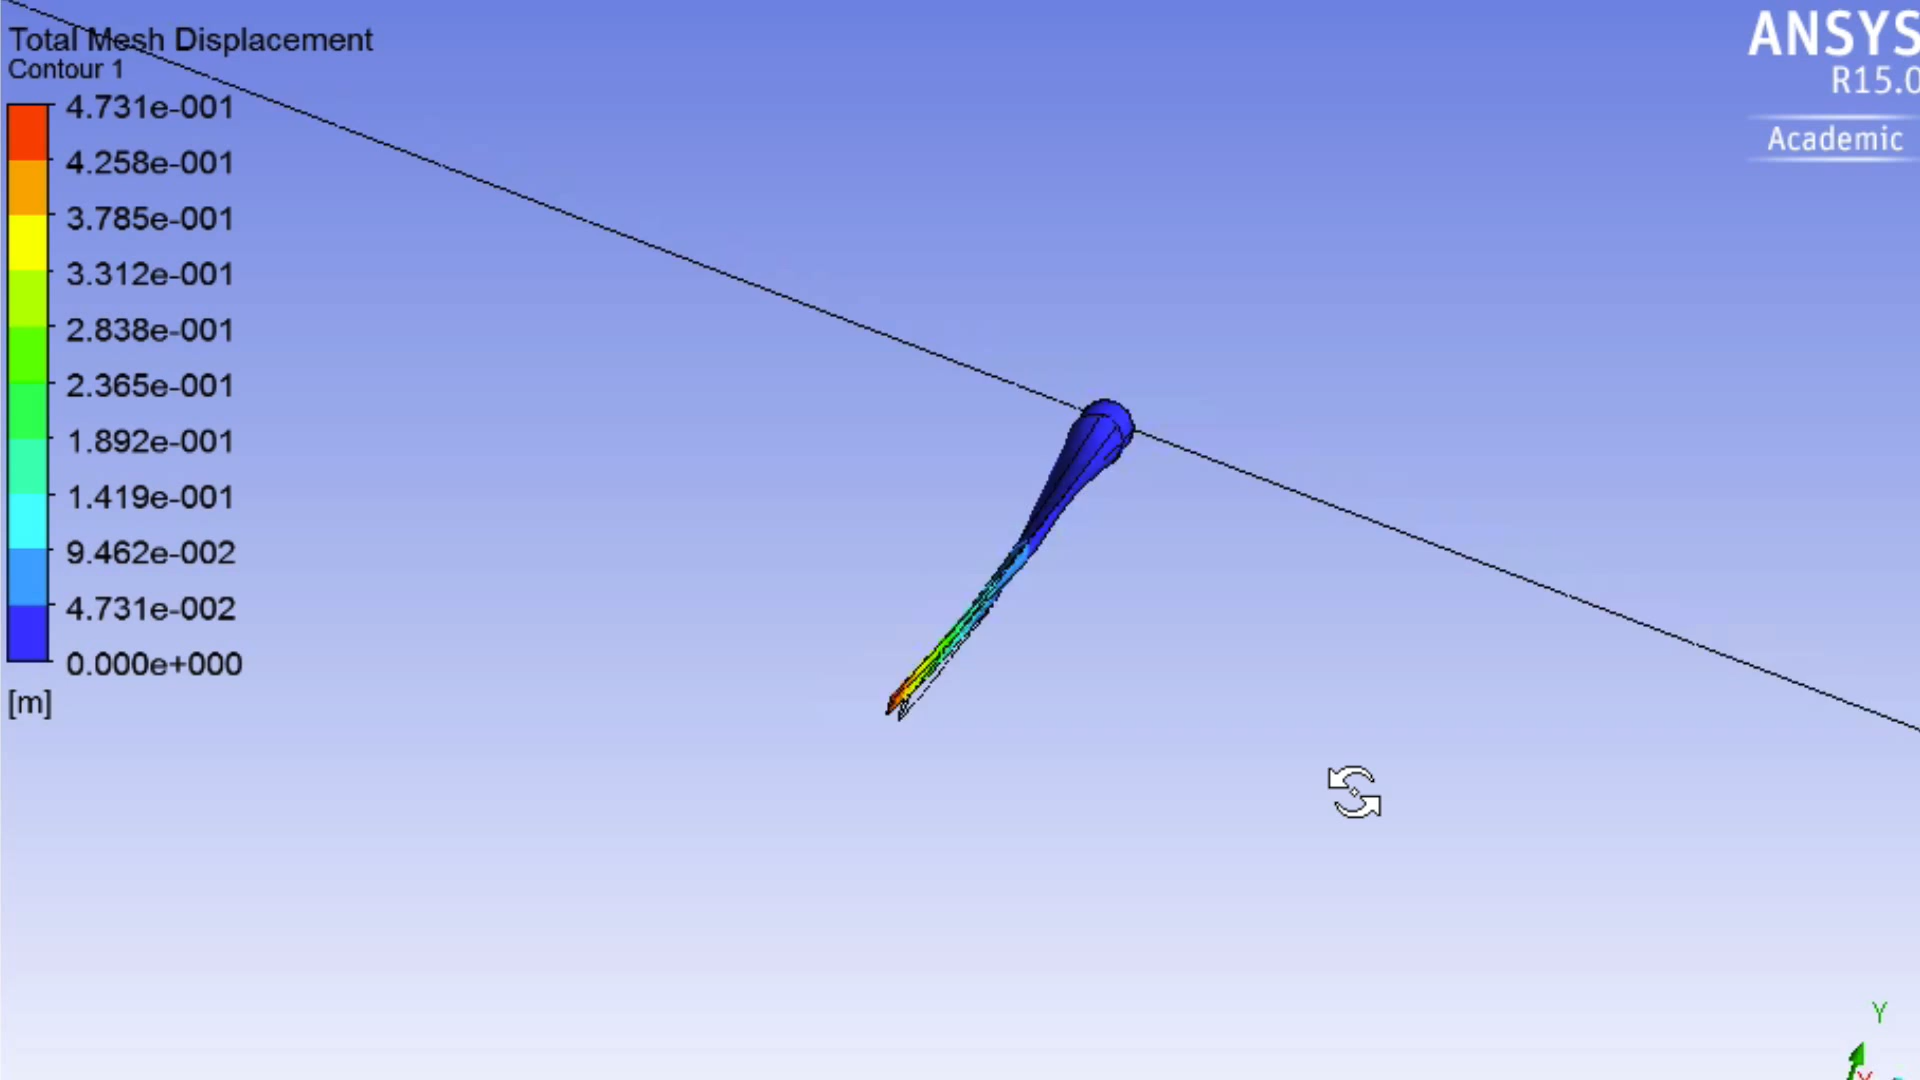 Total Mesh Displacement
Contour 1
4.731e-001
4.258e-001
3.785e-001
3.312e-001
2.838e-001
2.365e-001
1.892e-001
1.419e-001
9.462e-002
4.731e-002
0.000e+000
[m]
ANSYS
R15.0
Academic
Y